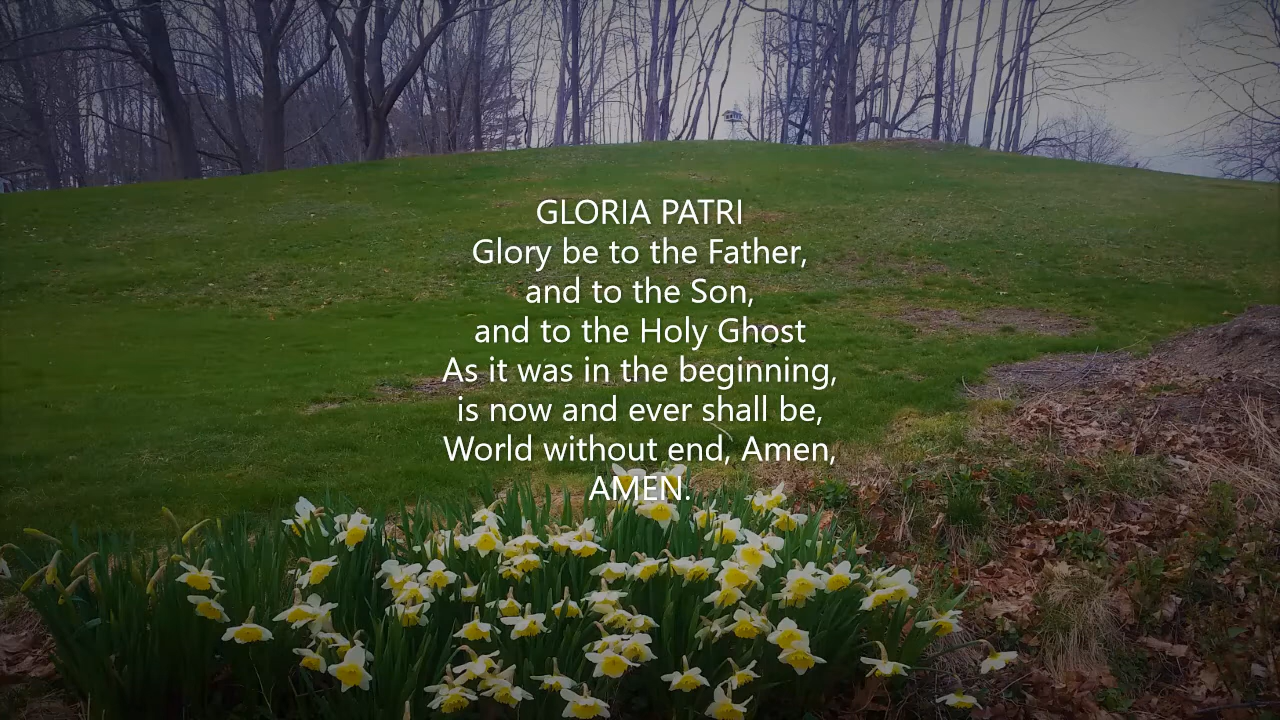 GLORIA PATRI
Glory be to the Father,
and to the Son,
and to the Holy Ghost
As it was in the beginning,
is now and ever shall be,
World without end, Amen,
AMEN.